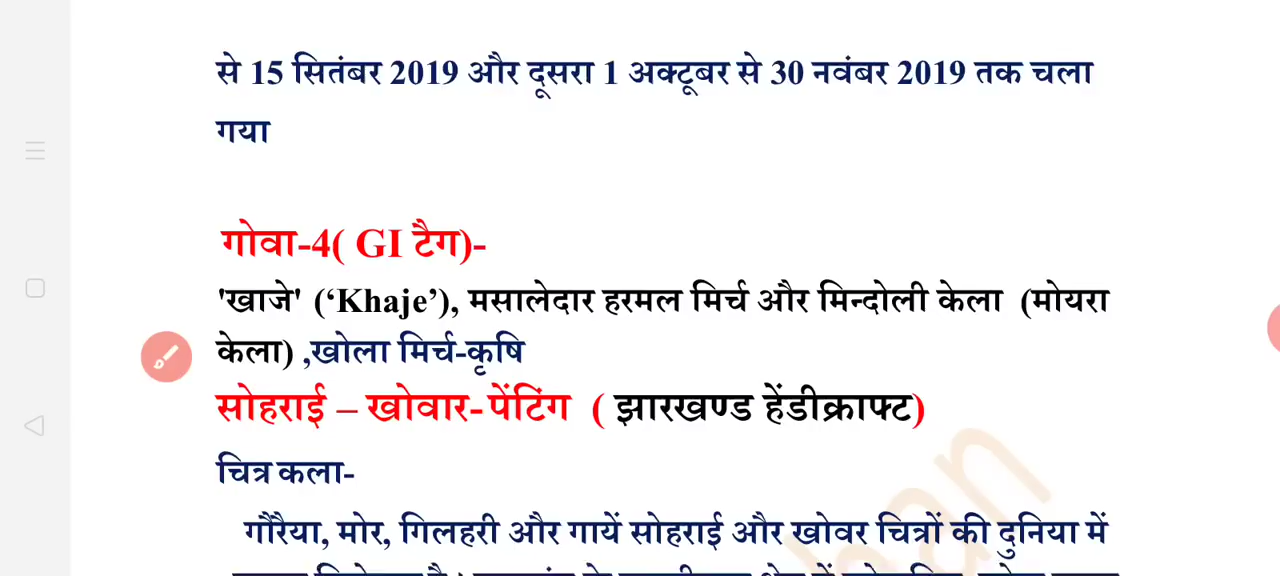 से 15 सितंबर 2019 और दूसरा 1 अक्टूबर से 30 नवंबर 2019 तक चला
गया
गोवा-4( GI टैग)-
'खाजे' (‘Khaje’), मसालेदार हरमल मिर्च और मिन्दोली केला (मोयरा
केला) ,खोला मिर्च-कृषि
सोहराई – खोवार- पेंटिंग ( झारखण्ड हेंडीक्राफ्ट)
चित्र कला-
गौरैया, मोर, गिलहरी और गायें सोहराई और खोवर चित्रों की दुनिया में